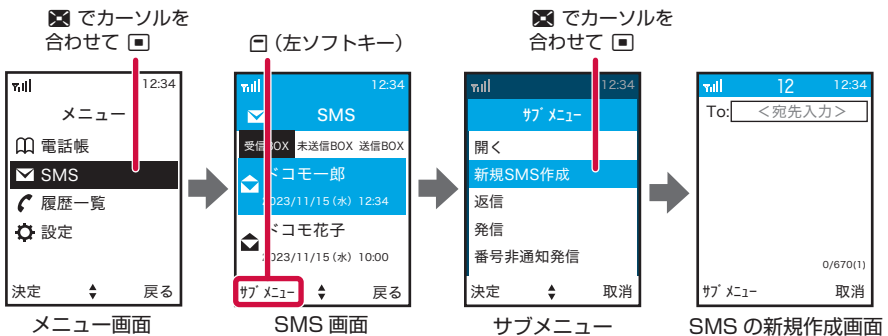 でカーソルを
合わせて
(左ソフトキー)
でカーソルを
合わせて
12:34
メニュー
電話帳
SMS
履歴一覧
設定
決定 戻る
メニュー画面
12:34
SMS
受信BOX 未送信BOX 送信BOX
ドコモ一郎
2023/11/15(水) 12:34
ドコモ花子
2023/11/15(水) 10:00
ｻﾌﾞﾒﾆｭｰ 戻る
SMS 画面
12:34
ｻﾌﾞﾒﾆｭｰ
開く
新規SMS作成
返信
発信
番号非通知発信
決定 取消
サブメニュー
12 12:34
To: <宛先入力>
0/670(1)
ｻﾌﾞﾒﾆｭｰ 取消
SMS の新規作成画面